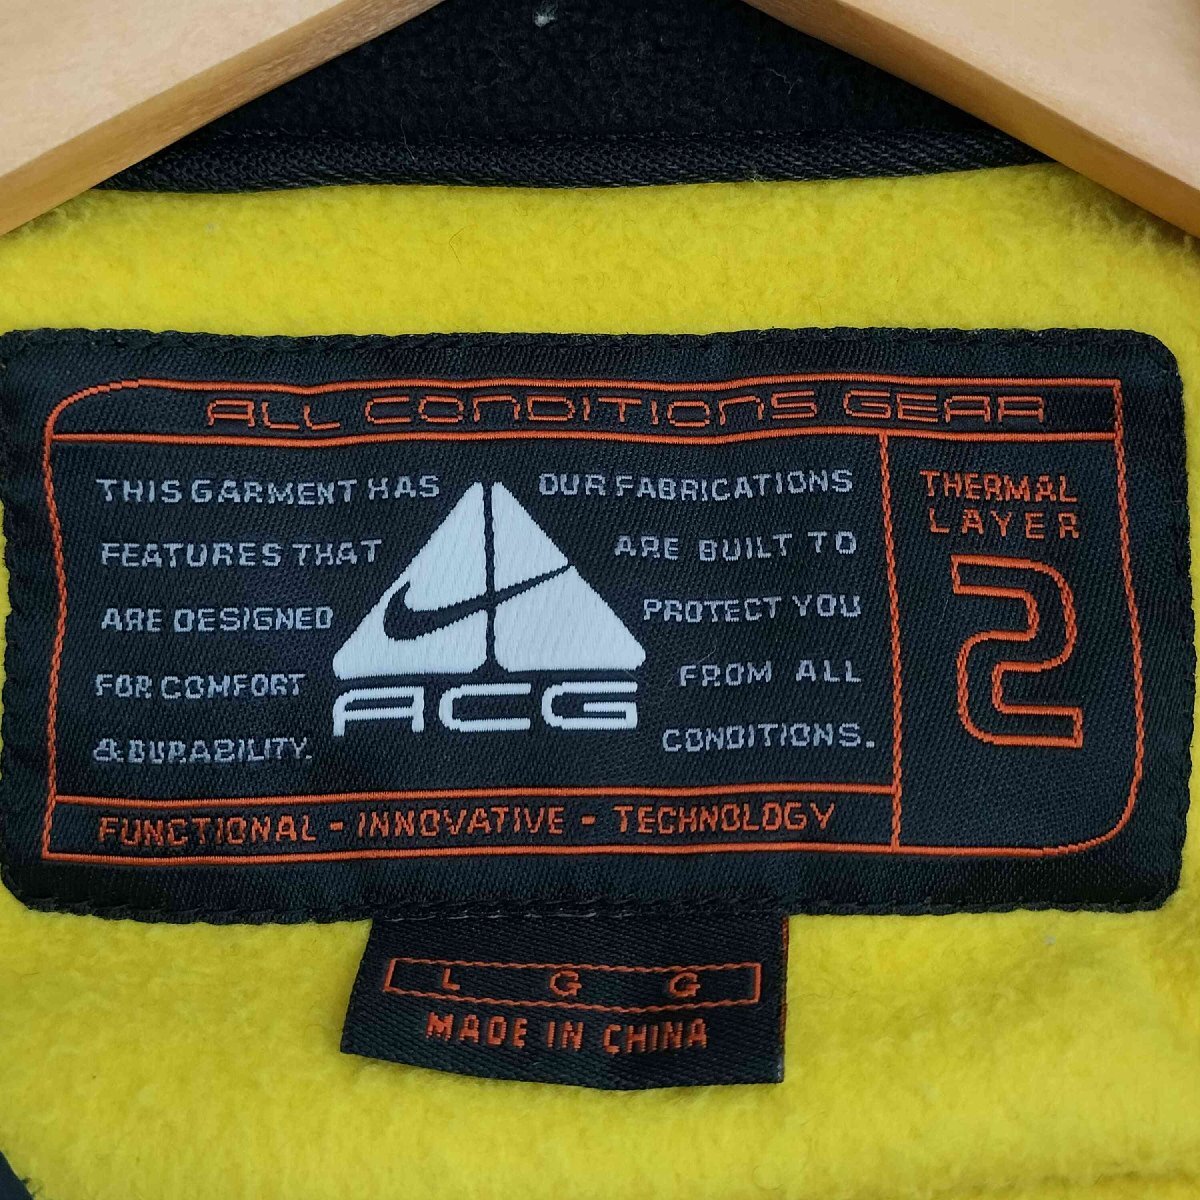 ALL CONDITIONS GEAR
THIS GARMENT HAS
FEATURES THAT
ARE DESIGNED
FOR COMFORT
& DURABILITY.
ACG
OUR FABRICATIONS
ARE BUILT TO
PROTECT YOU
FROM ALL
CONDITIONS.
THERMAL
LAYER
2
FUNCTIONAL - INNOVATIVE - TECHNOLOGY
L G G
MADE IN CHINA